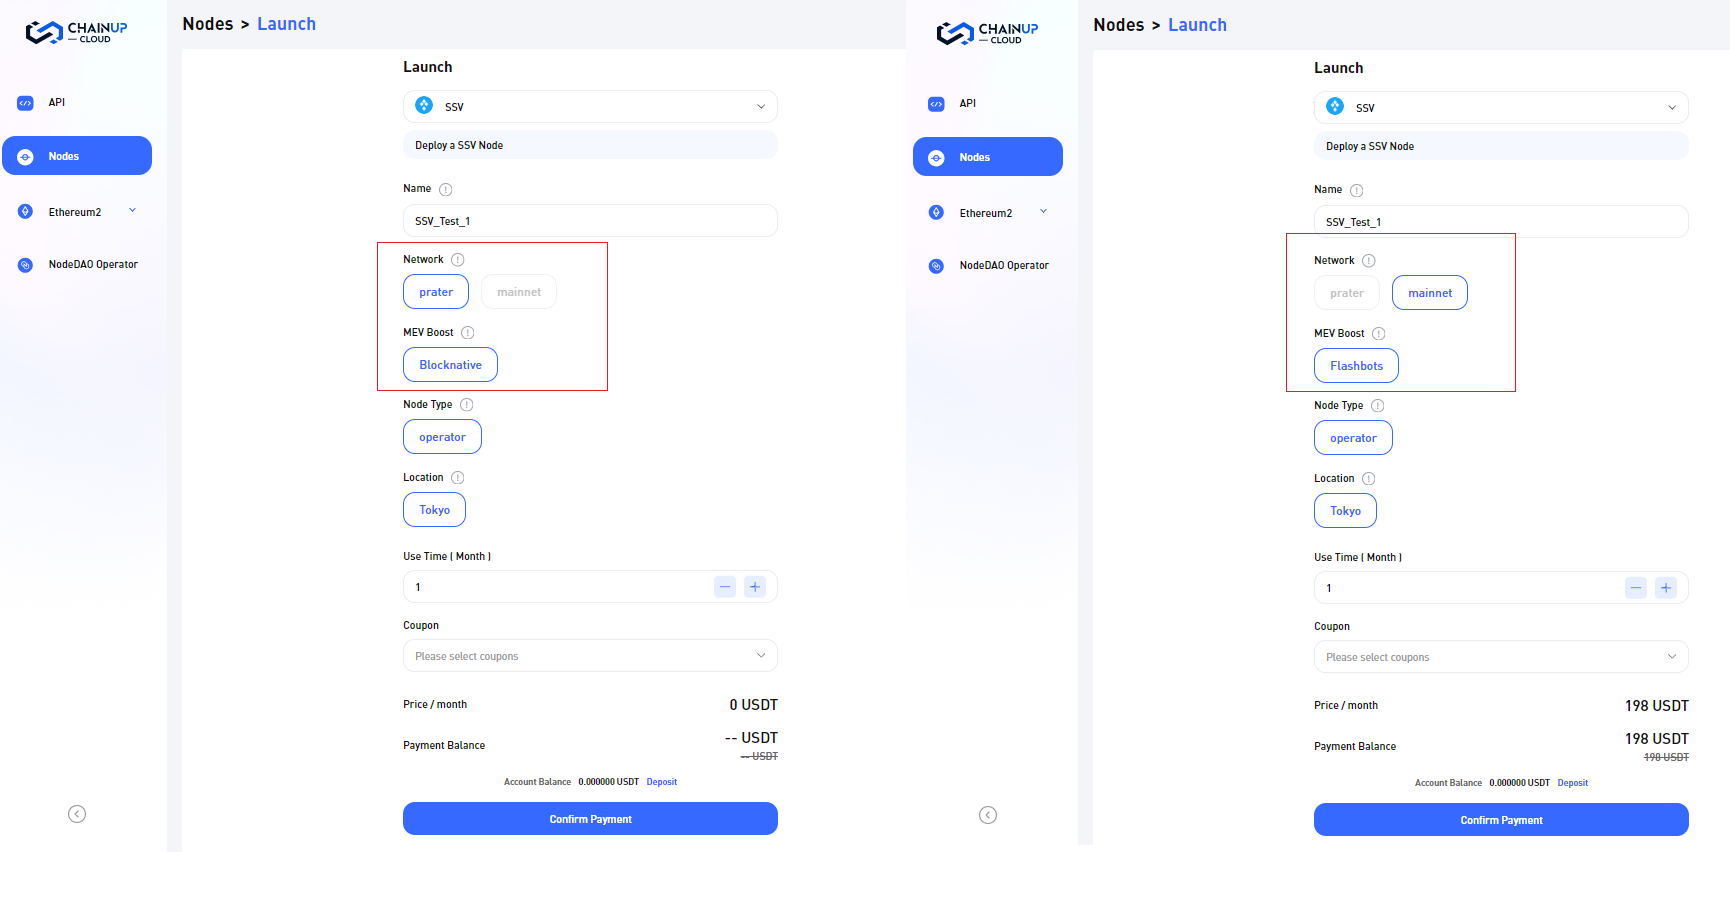 CHAINUP
CLOUD
API
Nodes
Ethereum2
NodeDAO Operator
Nodes > Launch
Launch
SSV
Deploy a SSV Node
Name
SSV_Test_1
Network
prater mainnet
MEV Boost
Blocknative
Node Type
operator
Location
Tokyo
Use Time ( Month )
1
Coupon
Please select coupons
Price / month 0 USDT
Payment Balance -- USDT
-- USDT
Account Balance 0.000000 USDT Deposit
Confirm Payment
CHAINUP
CLOUD
API
Nodes
Ethereum2
NodeDAO Operator
Nodes > Launch
Launch
SSV
Deploy a SSV Node
Name
SSV_Test_1
Network
prater mainnet
MEV Boost
Flashbots
Node Type
operator
Location
Tokyo
Use Time ( Month )
1
Coupon
Please select coupons
Price / month 198 USDT
Payment Balance 198 USDT
198 USDT
Account Balance 0.000000 USDT Deposit
Confirm Payment